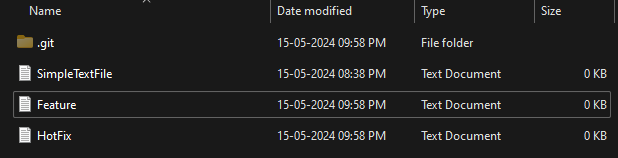 Name Date modified Type Size
.git 15-05-2024 09:58 PM File folder
SimpleTextFile 15-05-2024 08:38 PM Text Document 0 KB
Feature 15-05-2024 09:58 PM Text Document 0 KB
HotFix 15-05-2024 09:58 PM Text Document 0 KB